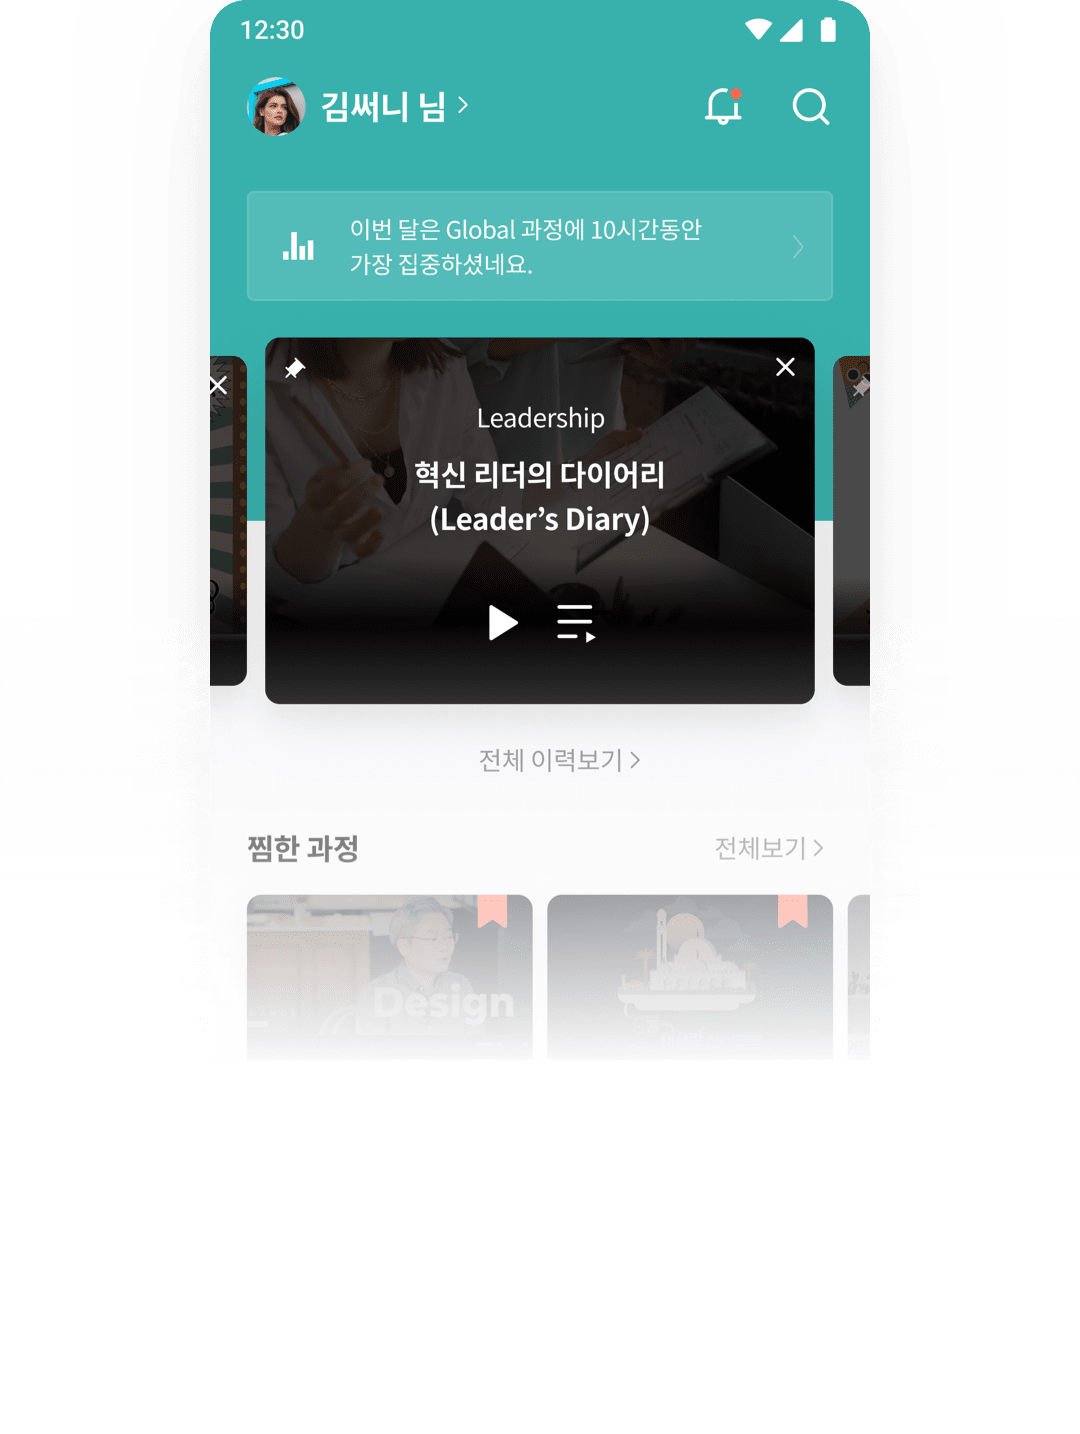 12:30
김써니 님
이번 달은 Global 과정에 10시간동안
가장 집중하셨네요.
Leadership
혁신 리더의 다이어리
(Leader’s Diary)
전체 이력보기
찜한 과정
전체보기
Design